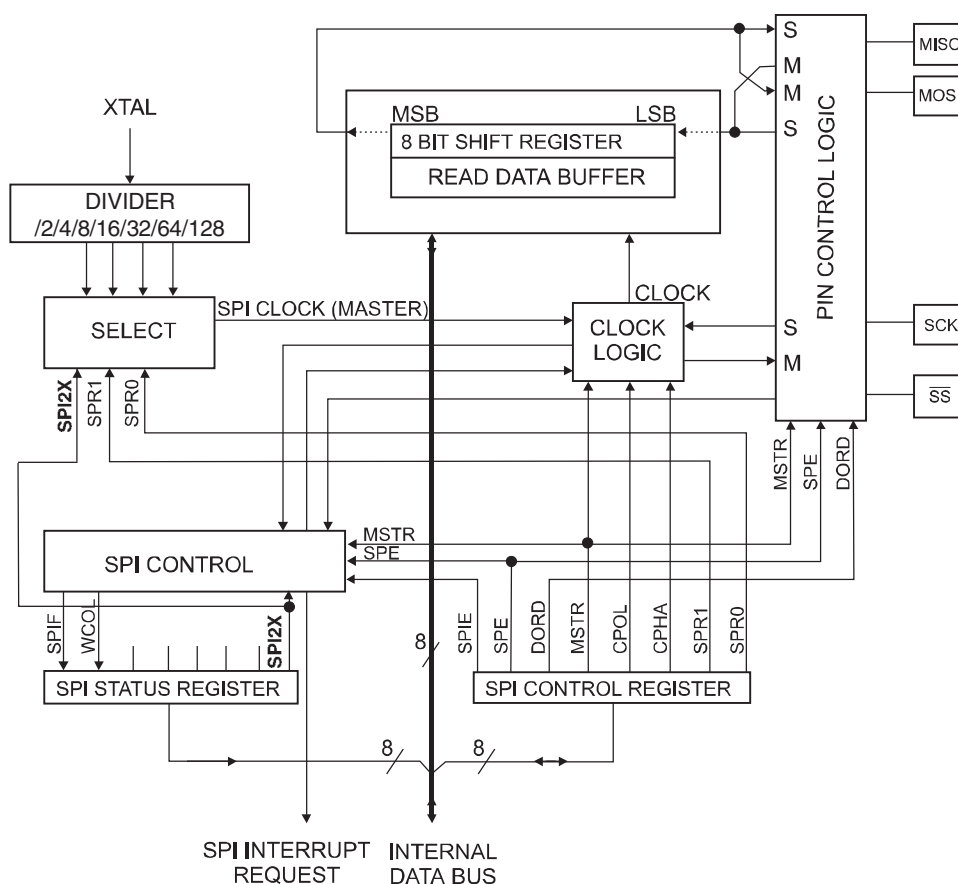 S
MISO
M
M
MOS
XTAL
MSB
LSB
S
8 BIT SHIFT REGISTER
READ DATA BUFFER
DIVIDER
/2/4/8/16/32/64/128
PIN CONTROL LOGIC
SPI CLOCK (MASTER)
CLOCK
SELECT
CLOCK
LOGIC
S
SCK
M
SPI2X
SPR1
SPR0
SS
MSTR
SPE
DORD
MSTR
SPE
SPI CONTROL
SPIF
WCOL
SPI2X
8
SPIE
SPE
DORD
MSTR
CPOL
CPHA
SPR1
SPR0
SPI STATUS REGISTER
SPI CONTROL REGISTER
8
8
SPI INTERRUPT
REQUEST
INTERNAL
DATA BUS